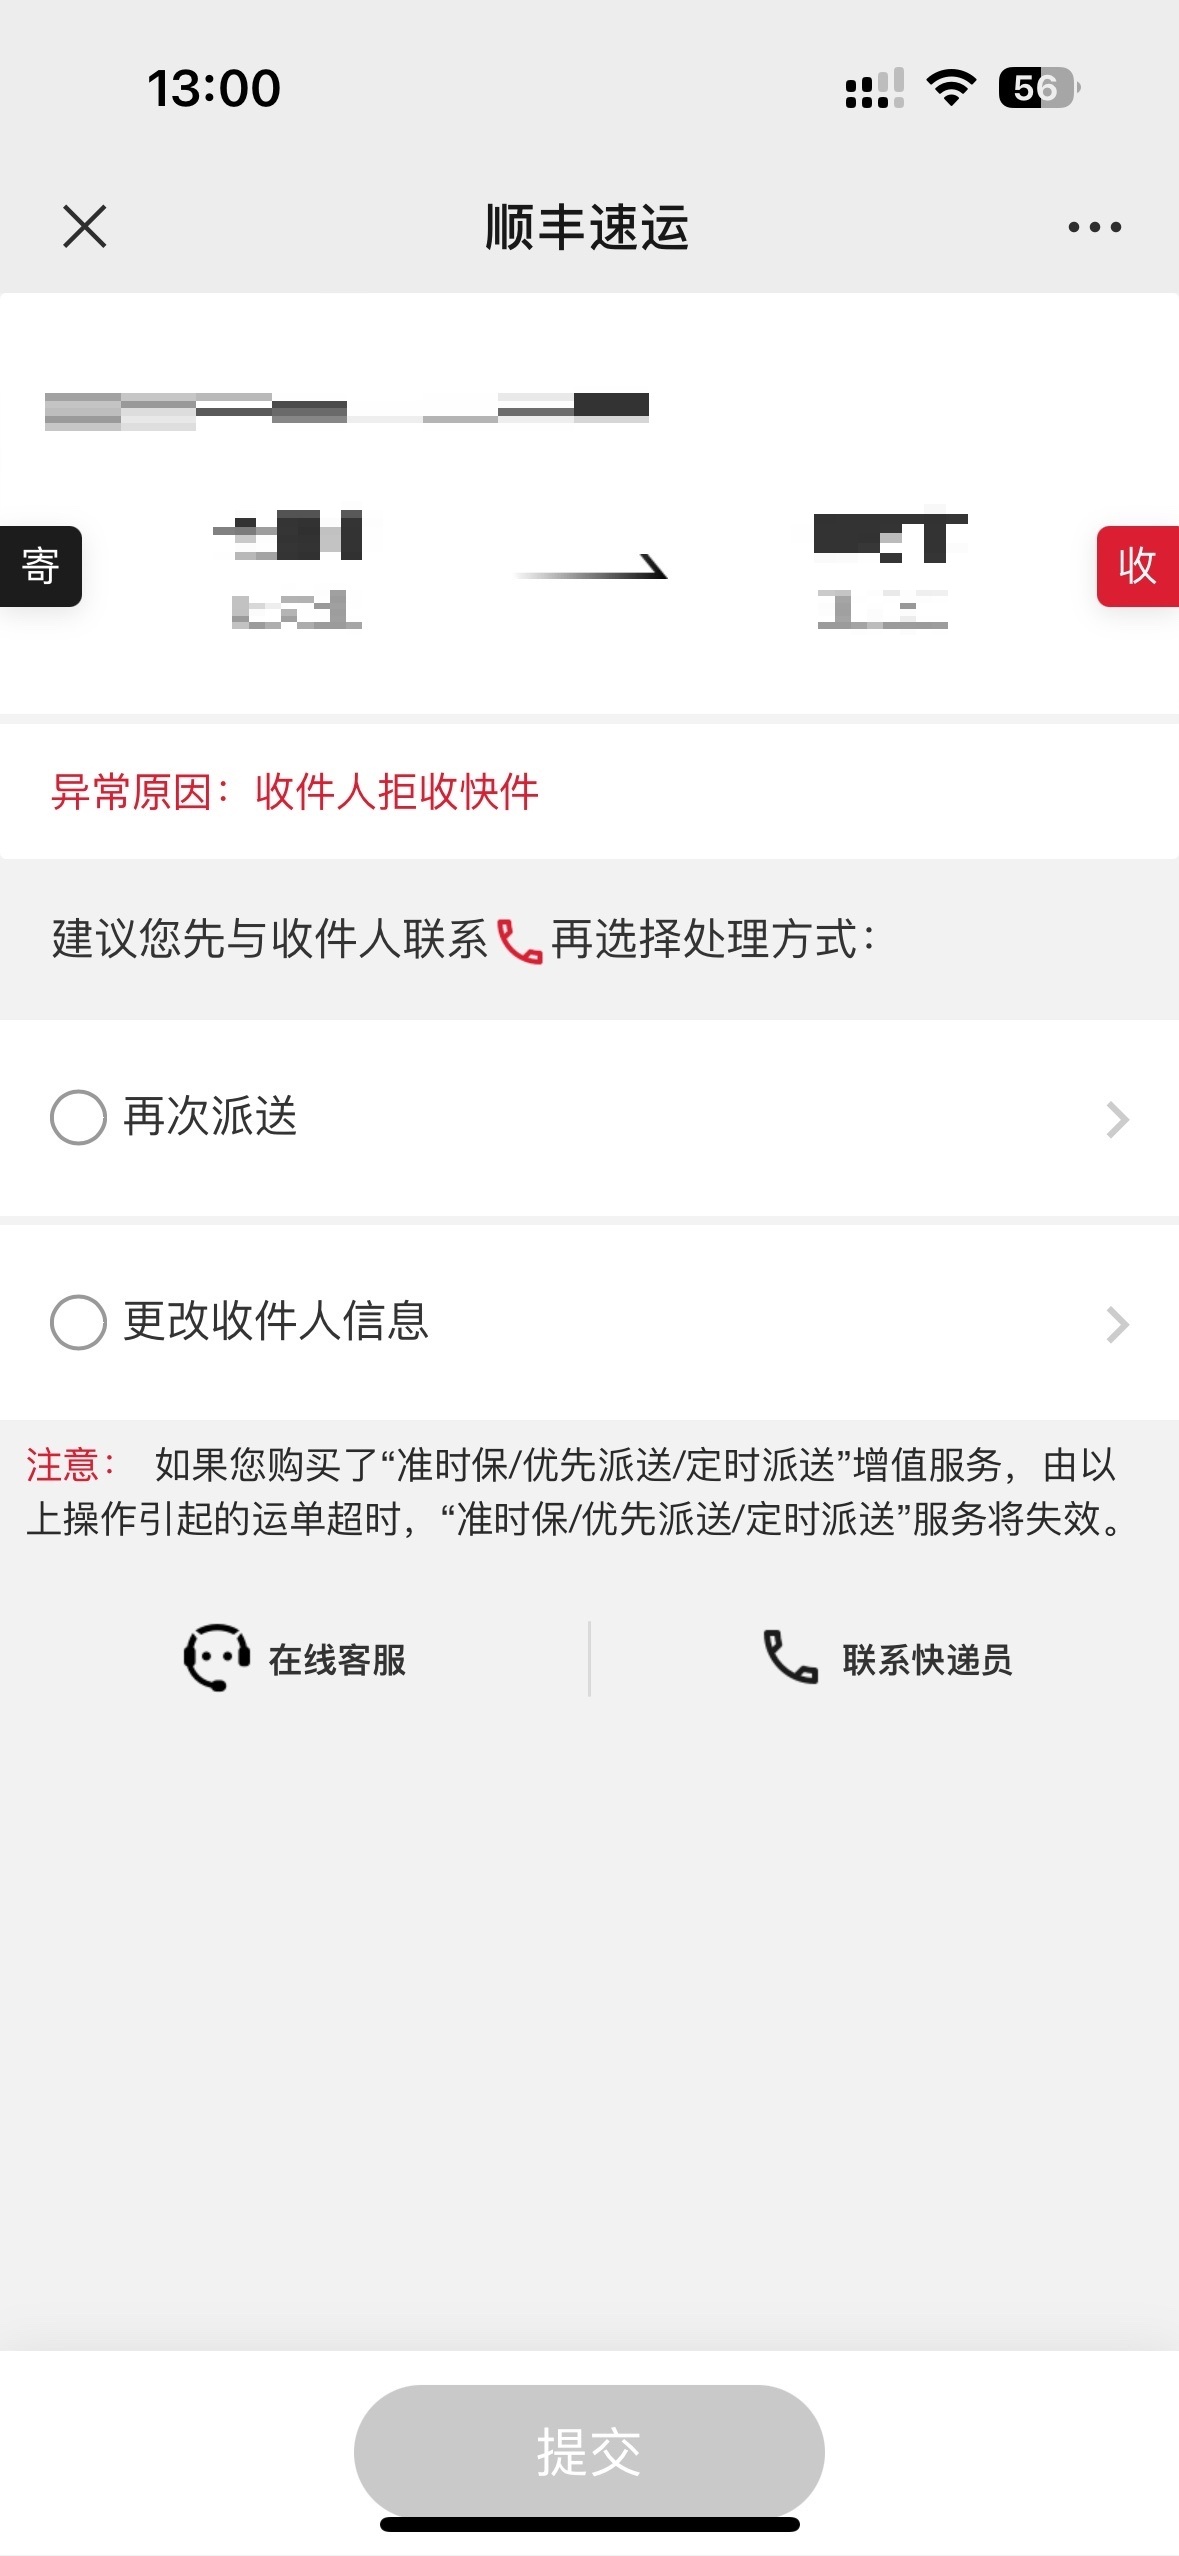 13:00
56
顺丰速运
寄
收
异常原因：收件人拒收快件
建议您先与收件人联系再选择处理方式：
再次派送
更改收件人信息
注意： 如果您购买了“准时保/优先派送/定时派送”增值服务，由以
上操作引起的运单超时，“准时保/优先派送/定时派送”服务将失效。
在线客服
联系快递员
提交